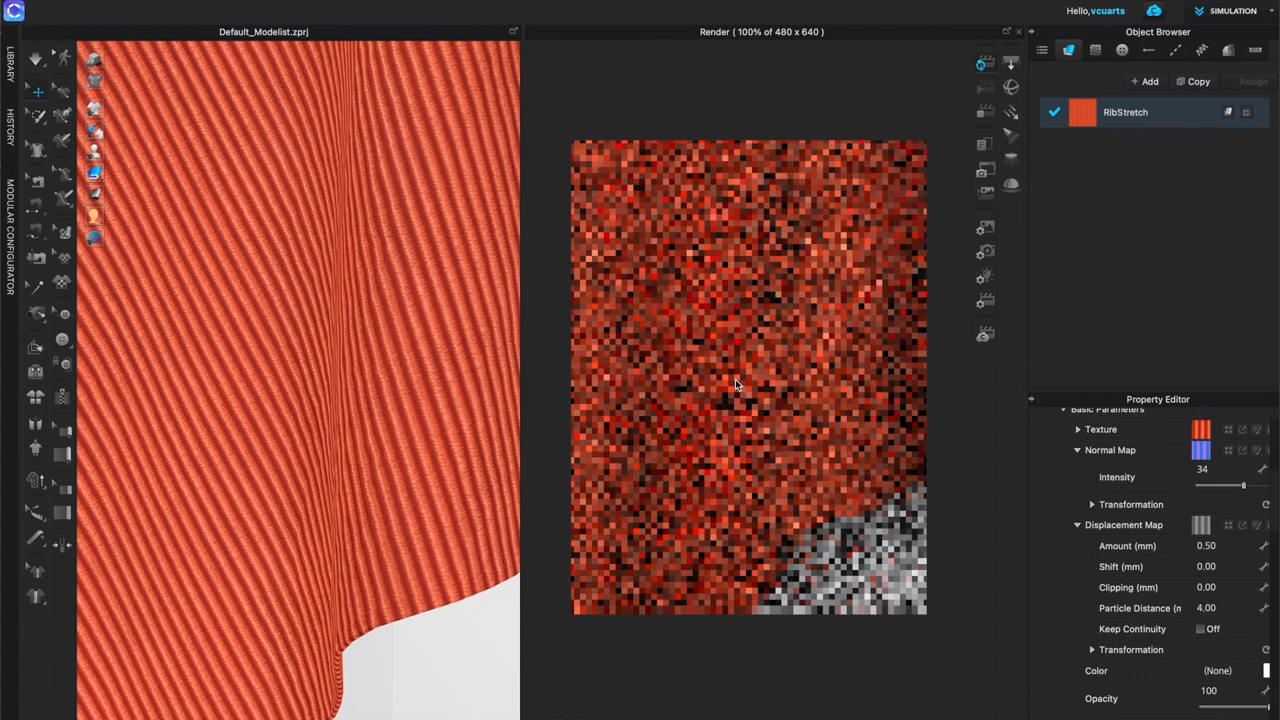 Hello,vcuarts
SIMULATION
Default_Modelist.zprj
Render ( 100% of 480 x 640 )
Object Browser
LIBRARY
HISTORY
MODULAR CONFIGURATOR
+ Add
Copy
Assign
RibStretch
Property Editor
Basic Parameters
Texture
Normal Map
Intensity
34
Transformation
Displacement Map
Amount (mm)
0.50
Shift (mm)
0.00
Clipping (mm)
0.00
Particle Distance (n
4.00
Keep Continuity
Off
Transformation
Color
(None)
Opacity
100